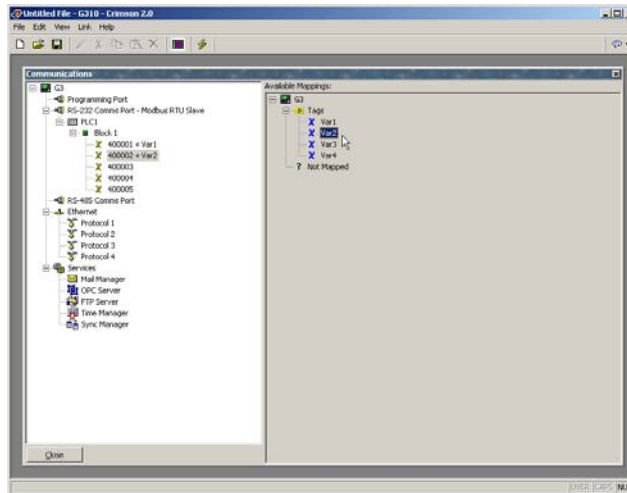 Untitled File - G310 - Crimson 2.0
File Edit View Link Help
Communications
G3
Programming Port
RS-232 Comms Port - Modbus RTU Slave
PLC1
Block 1
400001 « Var1
400002 « Var2
400003
400004
400005
RS-485 Comms Port
Ethernet
Protocol 1
Protocol 2
Protocol 3
Protocol 4
Services
Mail Manager
OPC Server
FTP Server
Time Manager
Sync Manager
Close
Available Mappings:
G3
Tags
Var1
Var2
Var3
Var4
Not Mapped
OVER CAPS NU